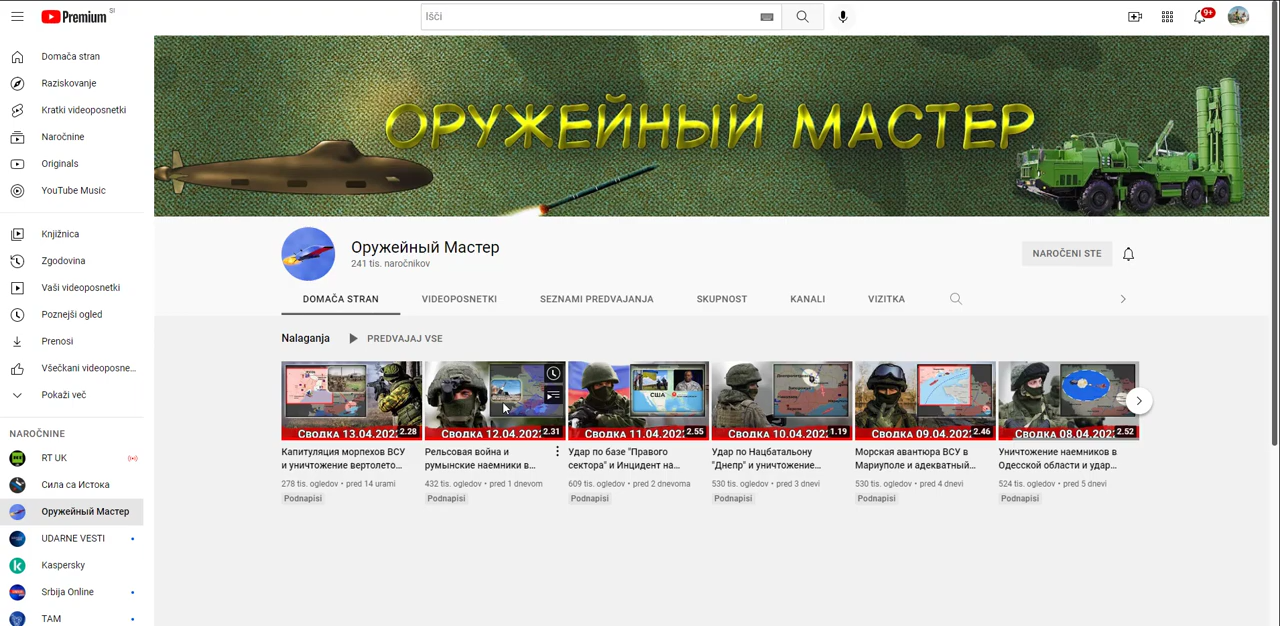 Premium SI
Išči
9+
Domača stran
Raziskovanje
Kratki videoposnetki
Naročnine
Originals
YouTube Music
Knjižnica
Zgodovina
Vaši videoposnetki
Poznejši ogled
Prenosi
Všečkani videoposne...
Pokaži več
NAROČNINE
RT UK
Сила са Истока
Оружейный Мастер
UDARNE VESTI
Kaspersky
Srbija Online
TAM
ОРУЖЕЙНЫЙ МАСТЕР
Оружейный Мастер
241 tis. naročnikov
NAROČENI STE
DOMAČA STRAN VIDEOPOSNETKI SEZNAMI PREDVAJANJA SKUPNOST KANALI VIZITKA
Nalaganja PREDVAJAJ VSE
США
СВОДКА 13.04.202 2.28 СВОДКА 12.04.202 2.31 СВОДКА 11.04.202 2.55 СВОДКА 10.04.202 1.19 СВОДКА 09.04.202 2.46 СВОДКА 08.04.202 2.52
Капитуляция морпехов ВСУ Рельсовая война и Удар по базе "Правого Удар по Нацбатальону Морская авантюра ВСУ в Уничтожение наемников в
и уничтожение вертолето... румынские наемники в... сектора" и Инцидент на... "Днепр" и уничтожение... Мариуполе и адекватный... Одесской области и удар...
278 tis. ogledov • pred 14 urami 432 tis. ogledov • pred 1 dnevom 609 tis. ogledov • pred 2 dnevoma 530 tis. ogledov • pred 3 dnevi 530 tis. ogledov • pred 4 dnevi 524 tis. ogledov • pred 5 dnevi
Podnapisi Podnapisi Podnapisi Podnapisi Podnapisi Podnapisi